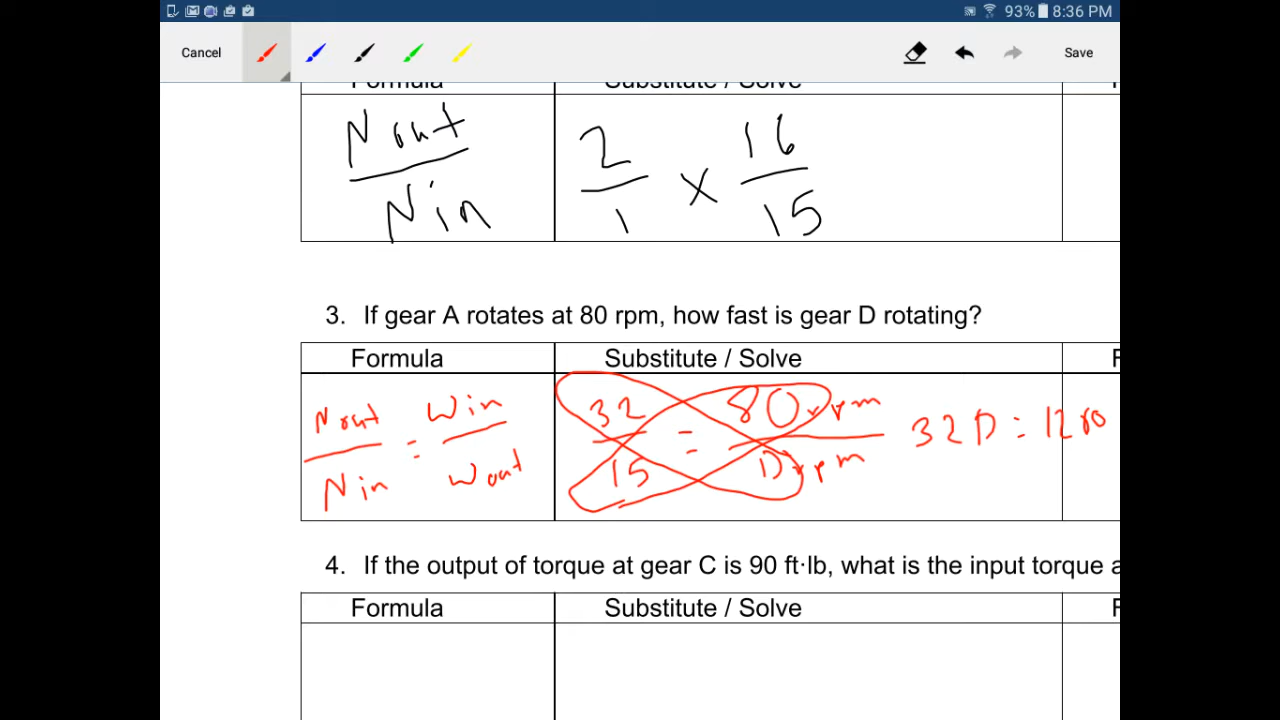 93% 8:36 PM
Cancel Save
Formula Substitute / Solve
N out / N in 2/1 x 16/15
3. If gear A rotates at 80 rpm, how fast is gear D rotating?
Formula Substitute / Solve F
N out / N in = W in / W out 32/15 = 80 rpm / D rpm 32 D = 1200
4. If the output of torque at gear C is 90 ft·lb, what is the input torque a
Formula Substitute / Solve F